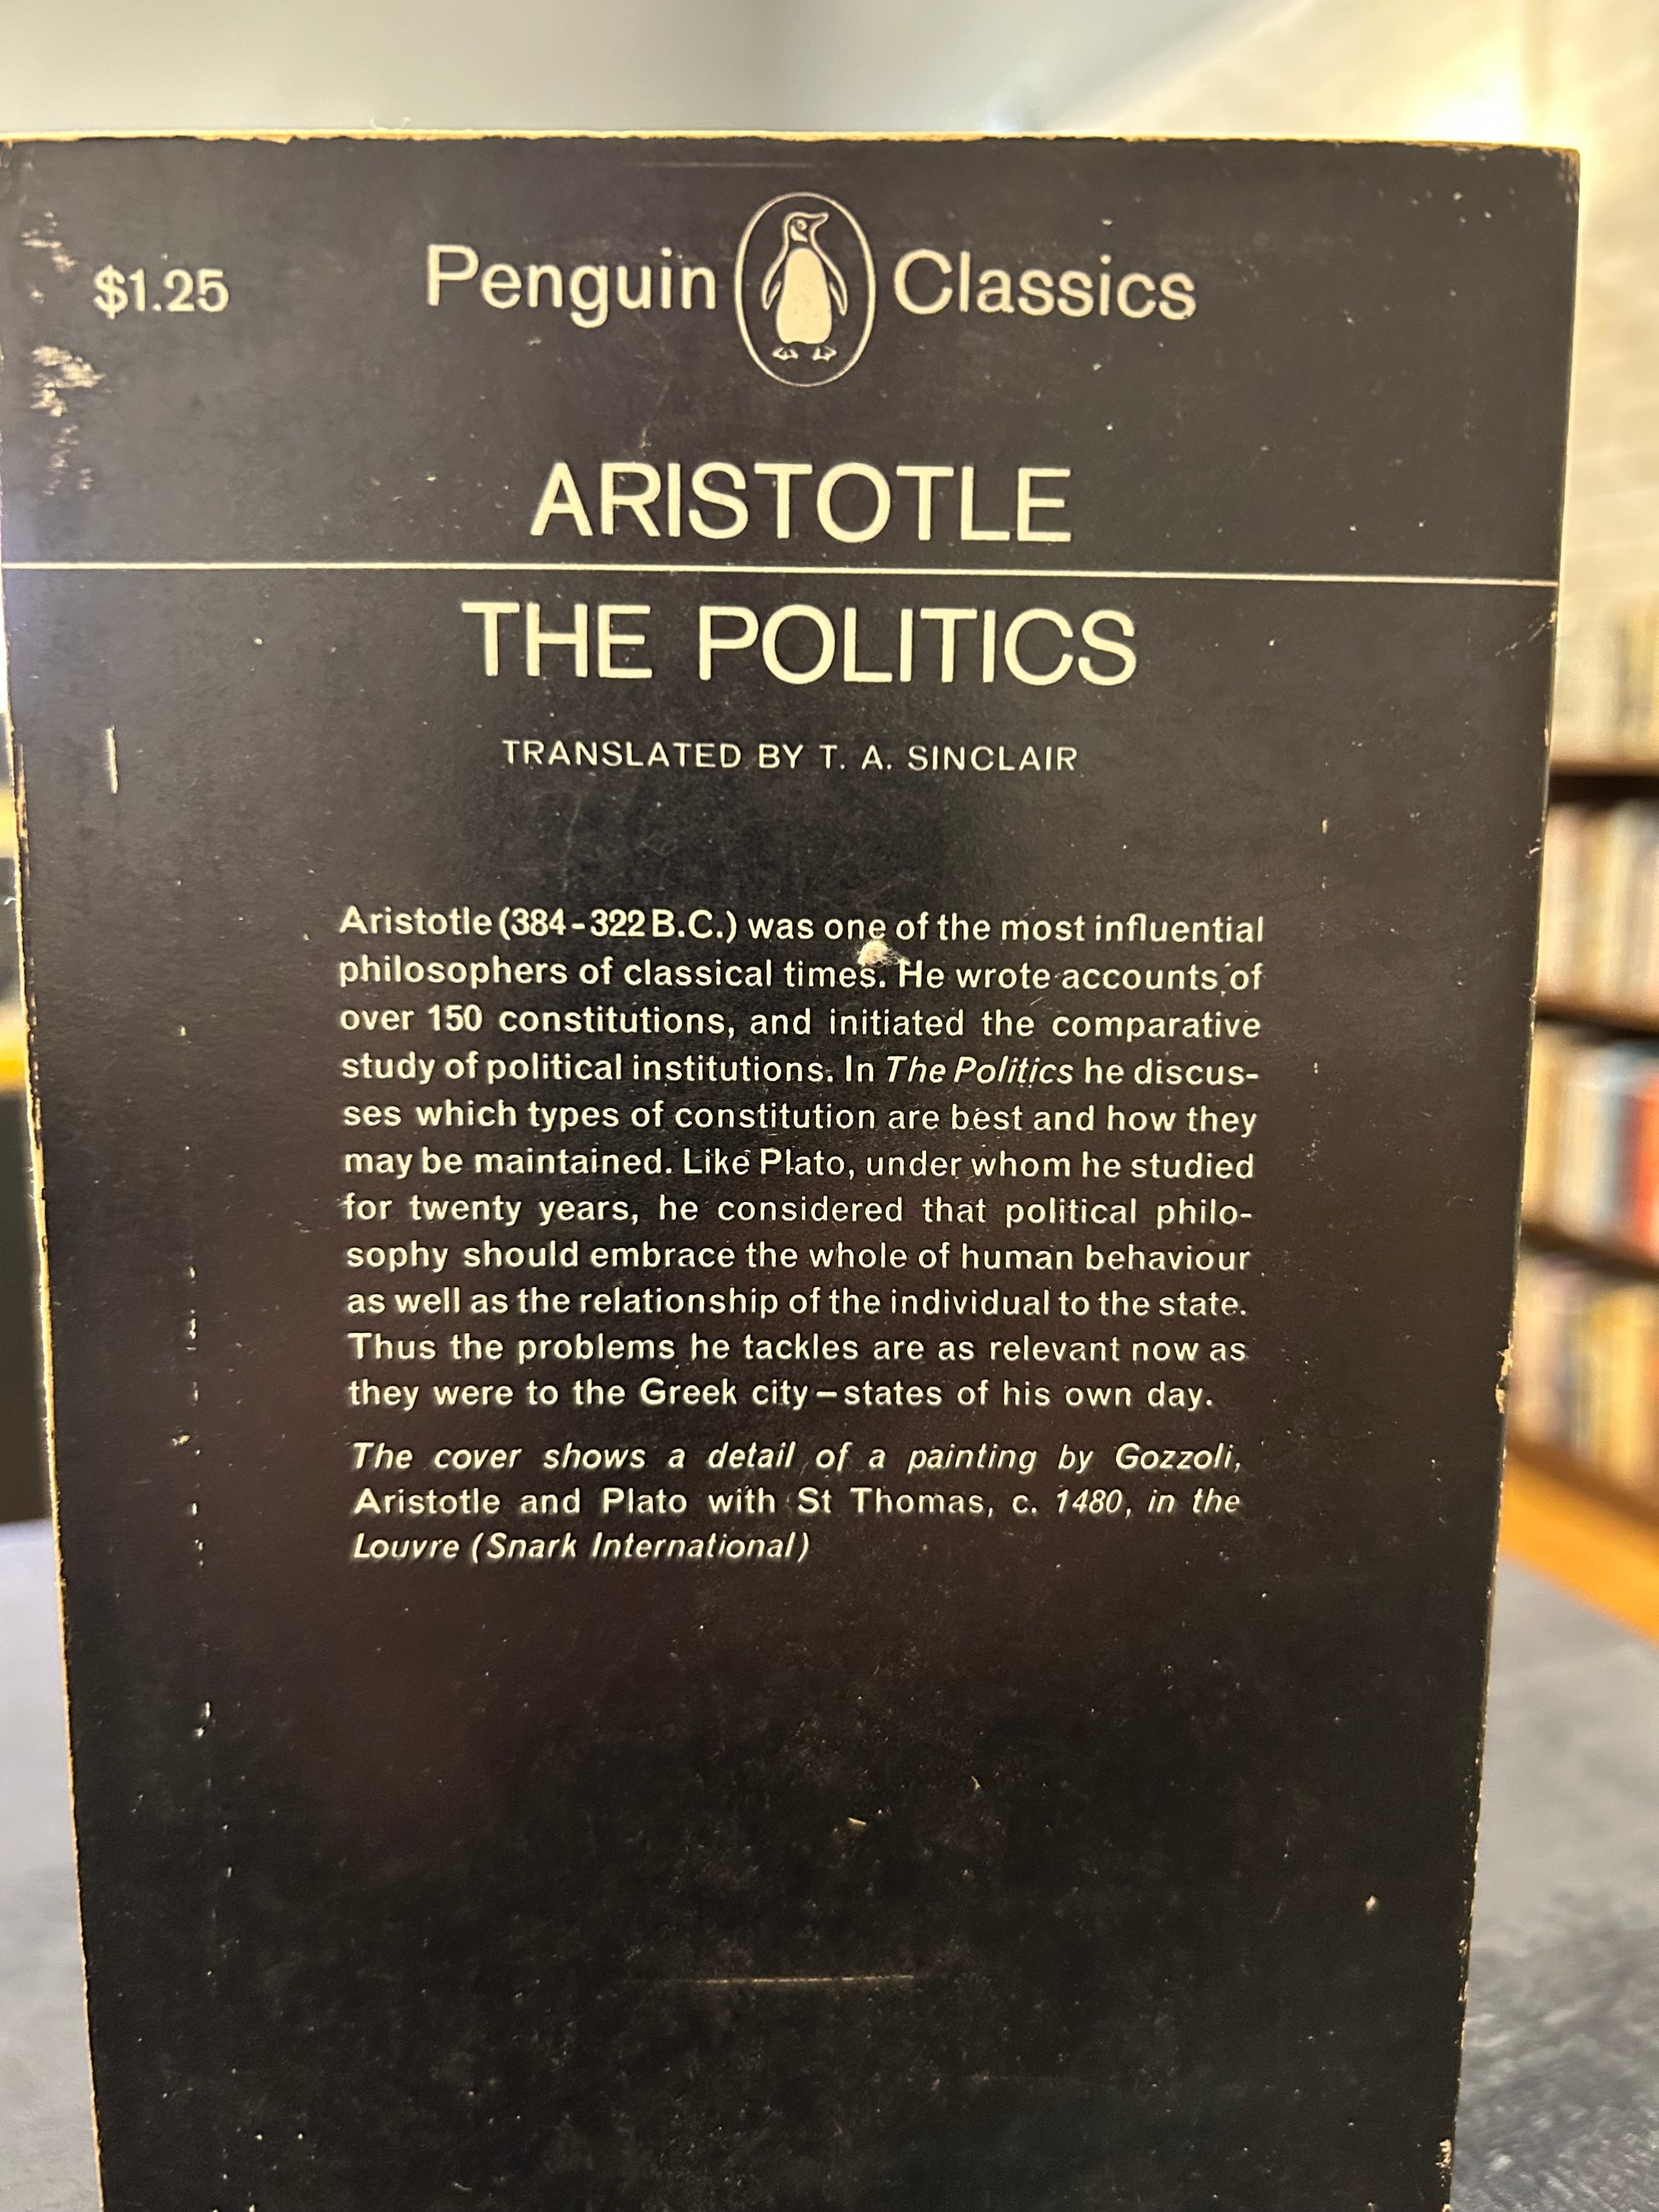 $1.25 Penguin Classics
ARISTOTLE
THE POLITICS
TRANSLATED BY T. A. SINCLAIR
Aristotle (384-322 B.C.) was one of the most influential
philosophers of classical times. He wrote accounts of
over 150 constitutions, and initiated the comparative
study of political institutions. In The Politics he discus-
ses which types of constitution are best and how they
may be maintained. Like Plato, under whom he studied
for twenty years, he considered that political philo-
sophy should embrace the whole of human behaviour
as well as the relationship of the individual to the state.
Thus the problems he tackles are as relevant now as
they were to the Greek city–states of his own day.
The cover shows a detail of a painting by Gozzoli,
Aristotle and Plato with St Thomas, c. 1480, in the
Louvre (Snark International)